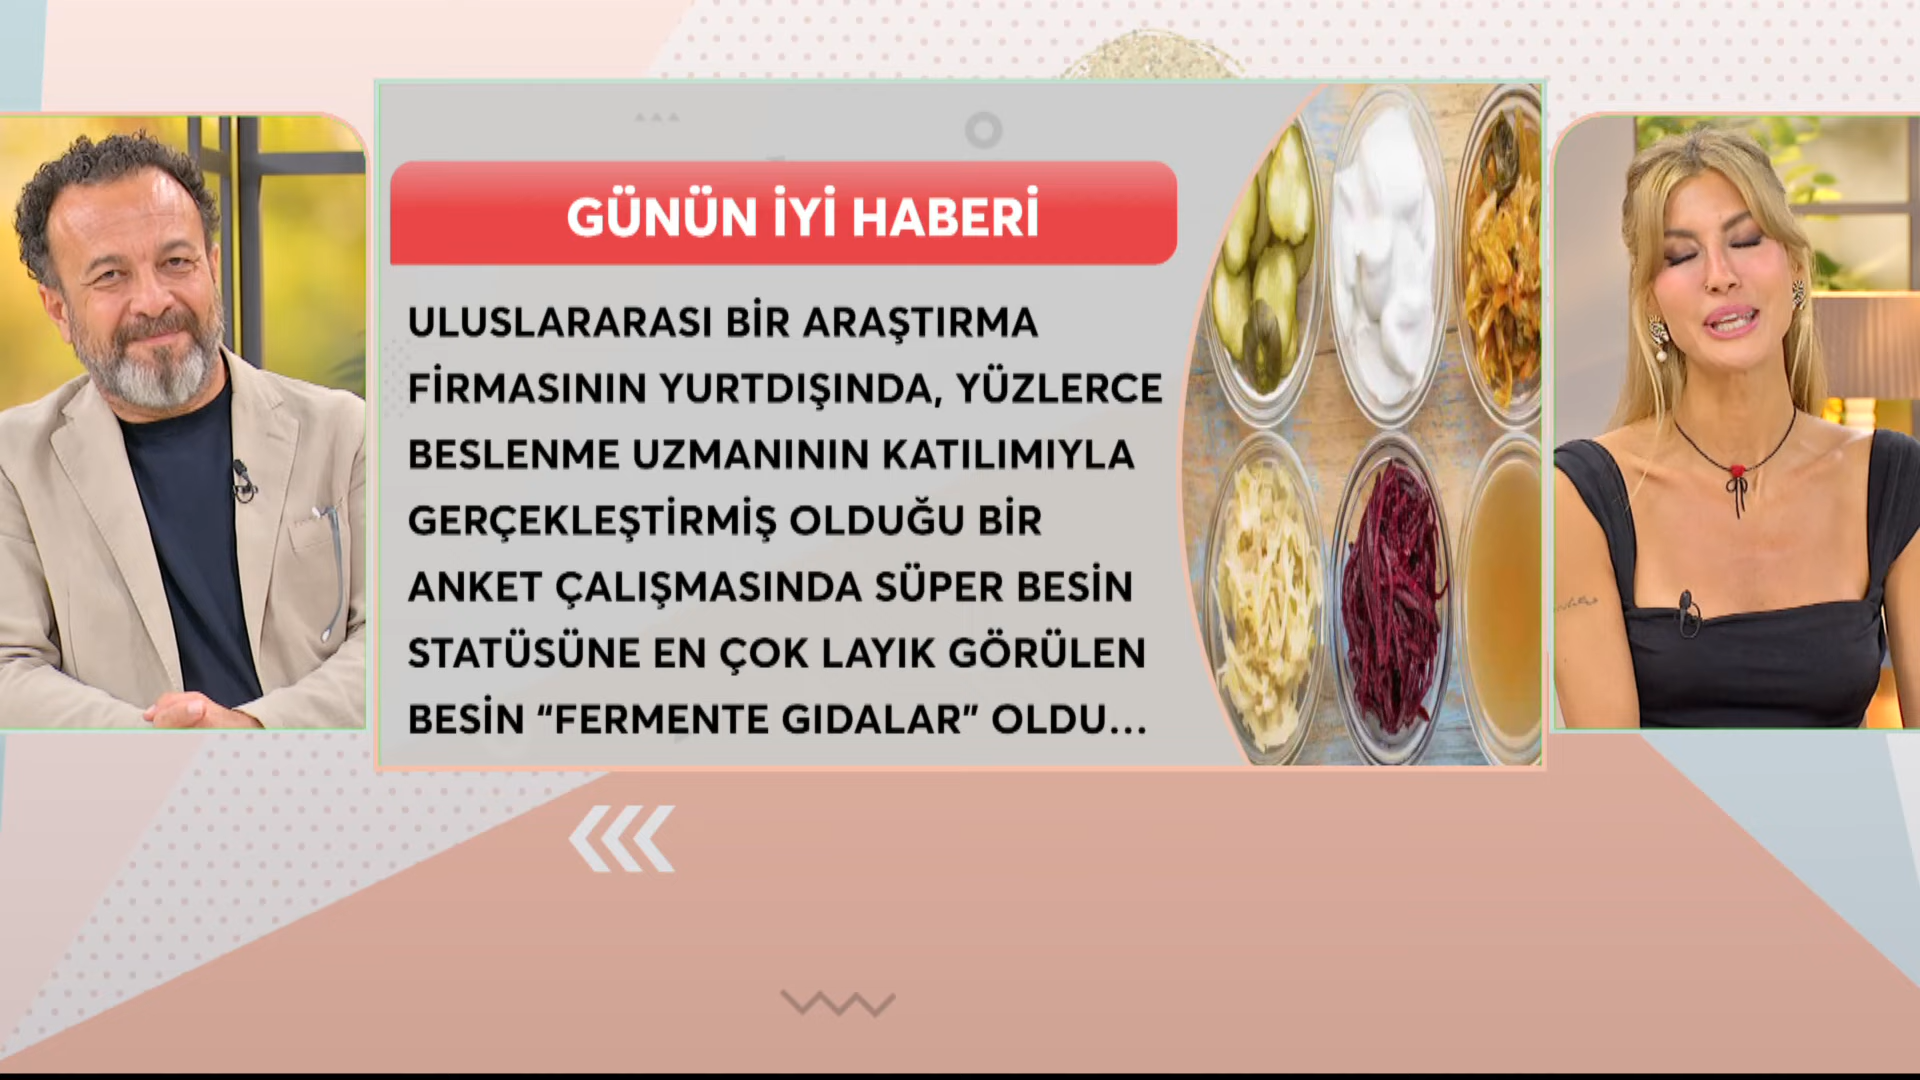 GÜNÜN İYİ HABERİ
ULUSLARARASI BİR ARAŞTIRMA
FİRMASININ YURTDIŞINDA, YÜZLERCE
BESLENME UZMANININ KATILIMIYLA
GERÇEKLEŞTİRMİŞ OLDUĞU BİR
ANKET ÇALIŞMASINDA SÜPER BESİN
STATÜSÜNE EN ÇOK LAYIK GÖRÜLEN
BESİN “FERMENTE GIDALAR” OLDU...